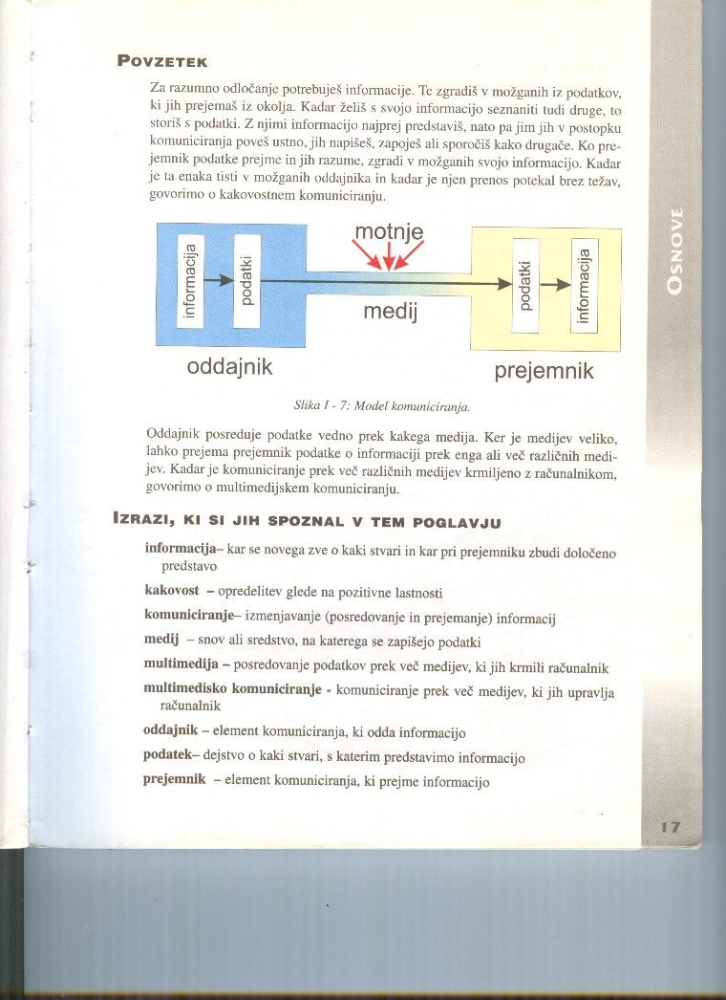 POVZETEK
Za razumno odločanje potrebuješ informacije. Te zgradiš v možganih iz podatkov,
ki jih prejemaš iz okolja. Kadar želiš s svojo informacijo seznaniti tudi druge, to
storiš s podatki. Z njimi informacijo najprej predstaviš, nato pa jim jih v postopku
komuniciranja poveš ustno, jih napišeš, zapoješ ali sporočiš kako drugače. Ko pre-
jemnik podatke prejme in jih razume, zgradi v možganih svojo informacijo. Kadar
je ta enaka tisti v možganih oddajnika in kadar je njen prenos potekal brez težav,
govorimo o kakovostnem komuniciranju.
informacija
podatki
motnje
medij
podatki
informacija
oddajnik
prejemnik
Slika I - 7: Model komuniciranja.
Oddajnik posreduje podatke vedno prek kakega medija. Ker je medijev veliko,
lahko prejema prejemnik podatke o informaciji prek enga ali več različnih medi-
jev. Kadar je komuniciranje prek več različnih medijev krmiljeno z računalnikom,
govorimo o multimedijskem komuniciranju.
IZRAZI, KI SI JIH SPOZNAL V TEM POGLAVJU
informacija– kar se novega zve o kaki stvari in kar pri prejemniku zbudi določeno
predstavo
kakovost – opredelitev glede na pozitivne lastnosti
komuniciranje– izmenjavanje (posredovanje in prejemanje) informacij
medij – snov ali sredstvo, na katerega se zapišejo podatki
multimedija – posredovanje podatkov prek več medijev, ki jih krmili računalnik
multimedisko komuniciranje - komuniciranje prek več medijev, ki jih upravlja
računalnik
oddajnik – element komuniciranja, ki odda informacijo
podatek– dejstvo o kaki stvari, s katerim predstavimo informacijo
prejemnik – element komuniciranja, ki prejme informacijo
OSNOVE
17